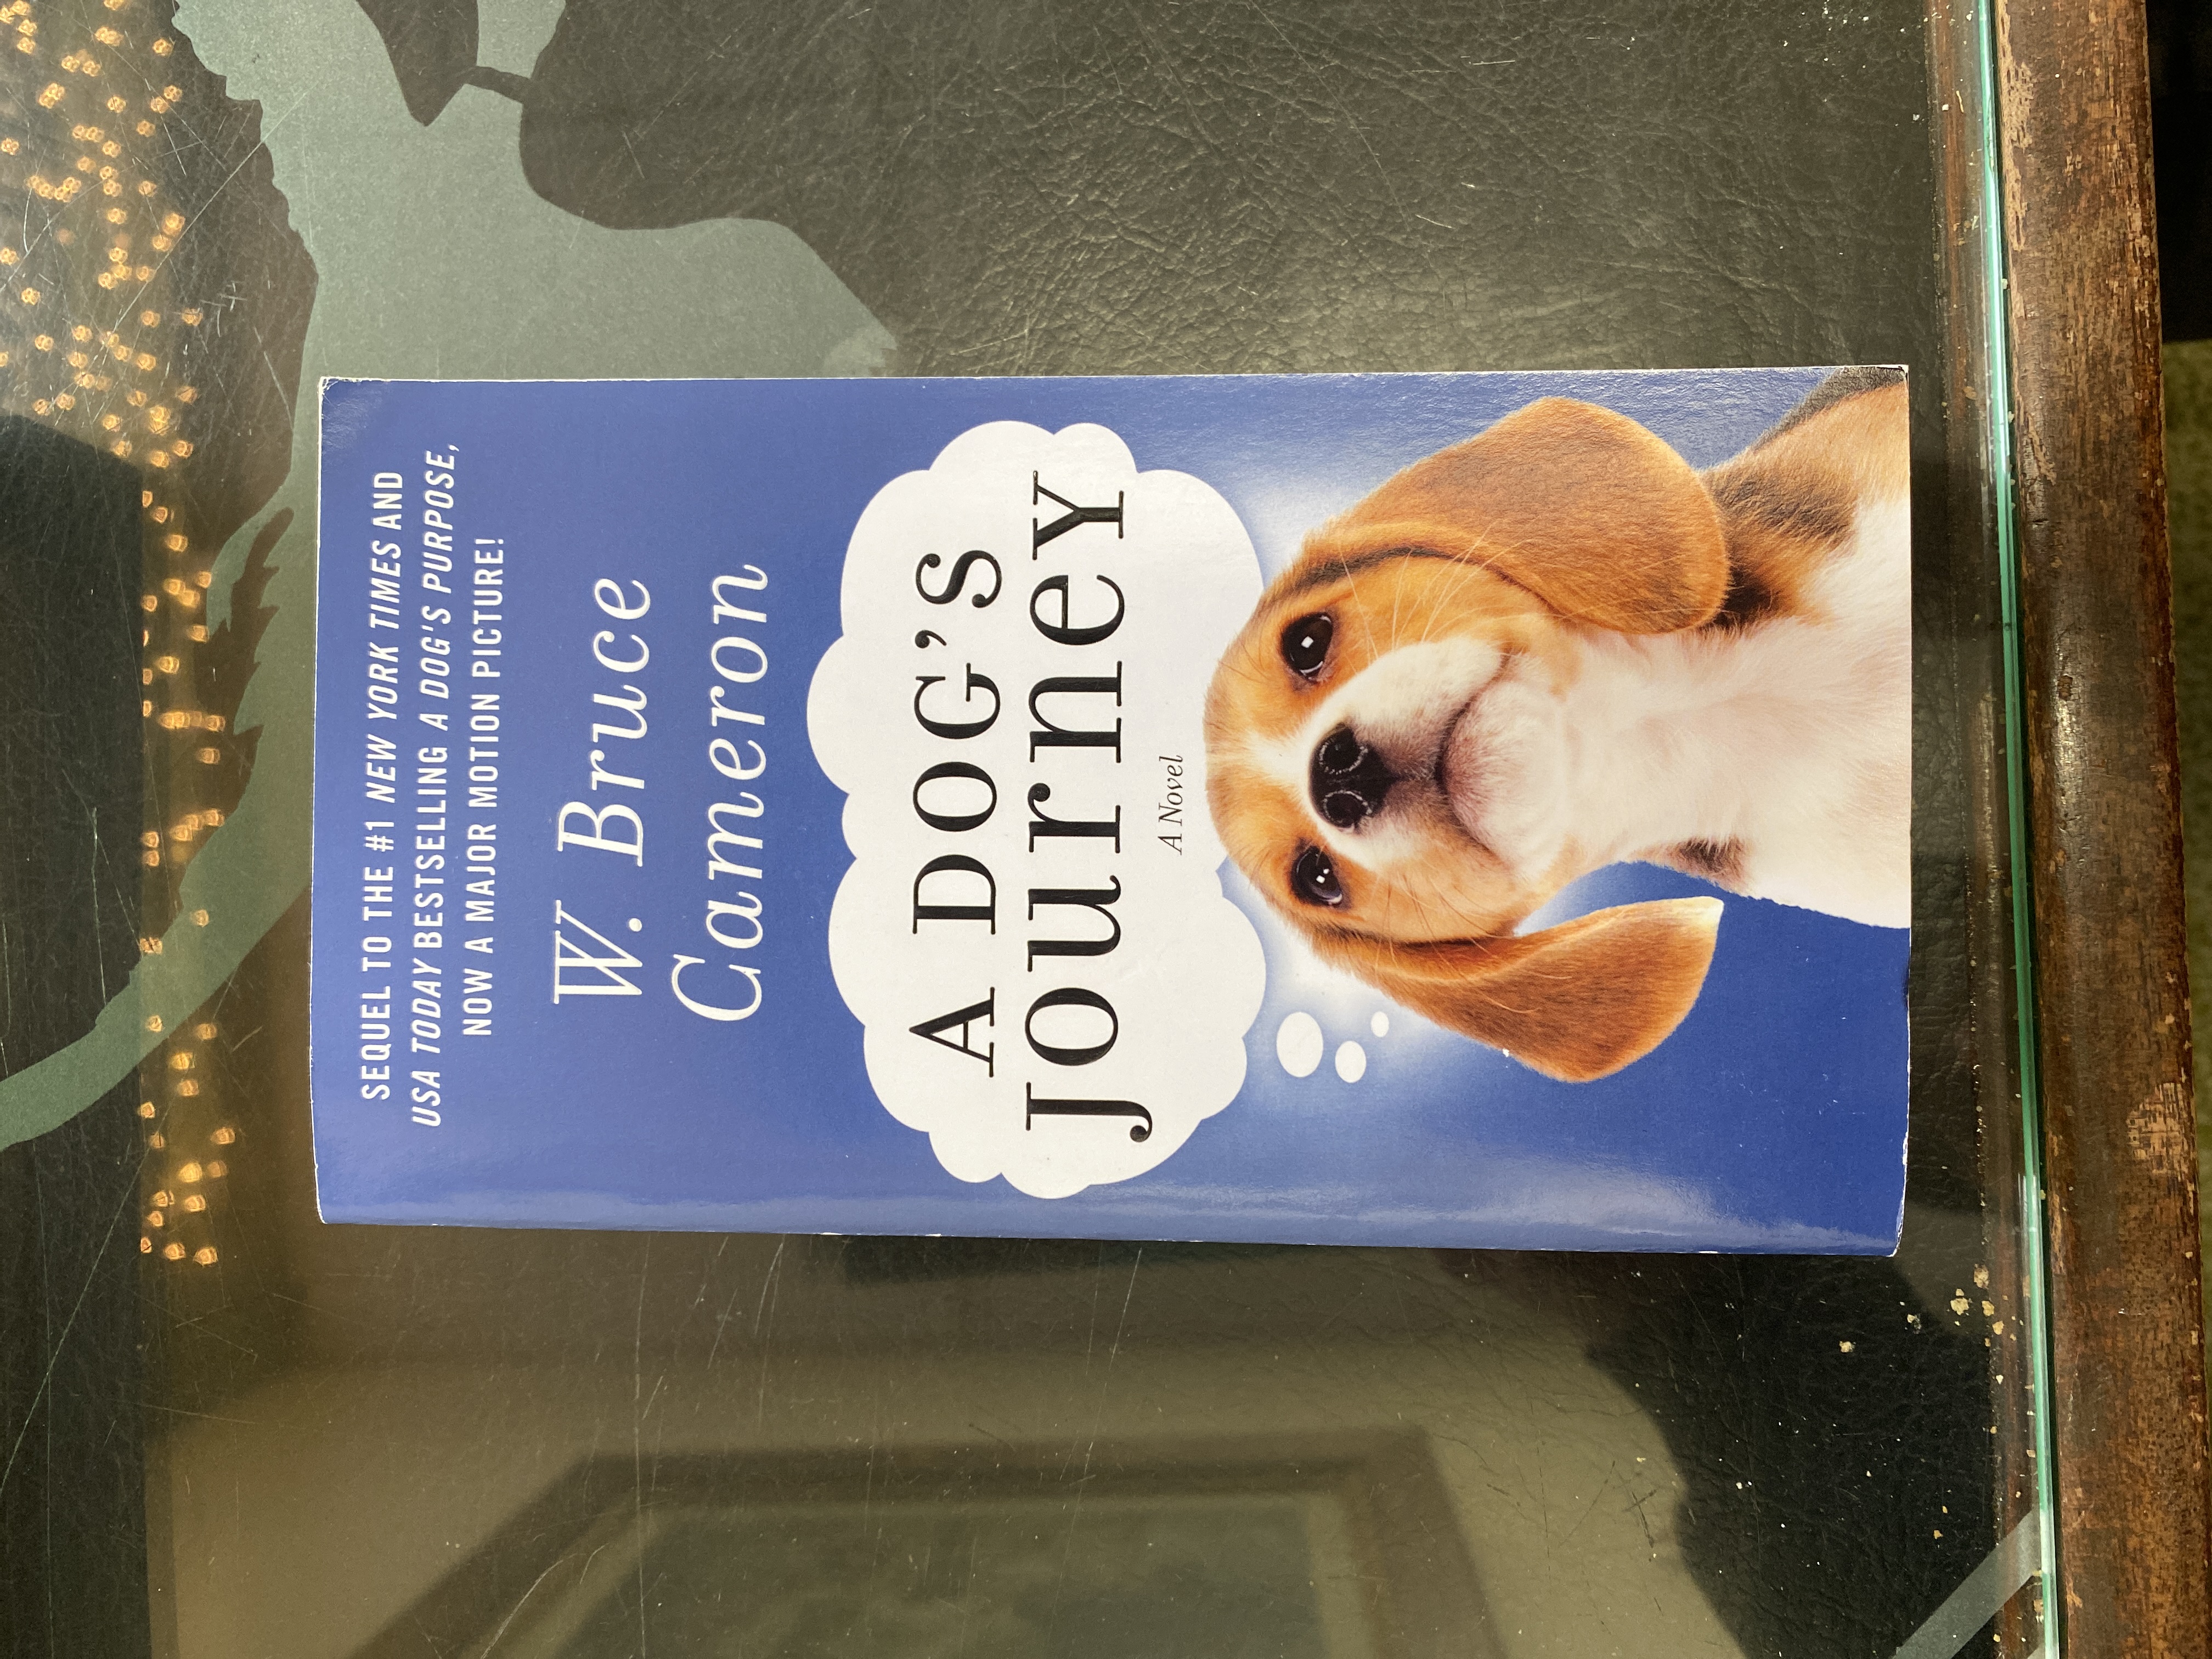 SEQUEL TO THE #1 NEW YORK TIMES AND
USA TODAY BESTSELLING A DOG'S PURPOSE,
NOW A MAJOR MOTION PICTURE!
W. Bruce
Cameron
A DOG'S
Journey
A Novel